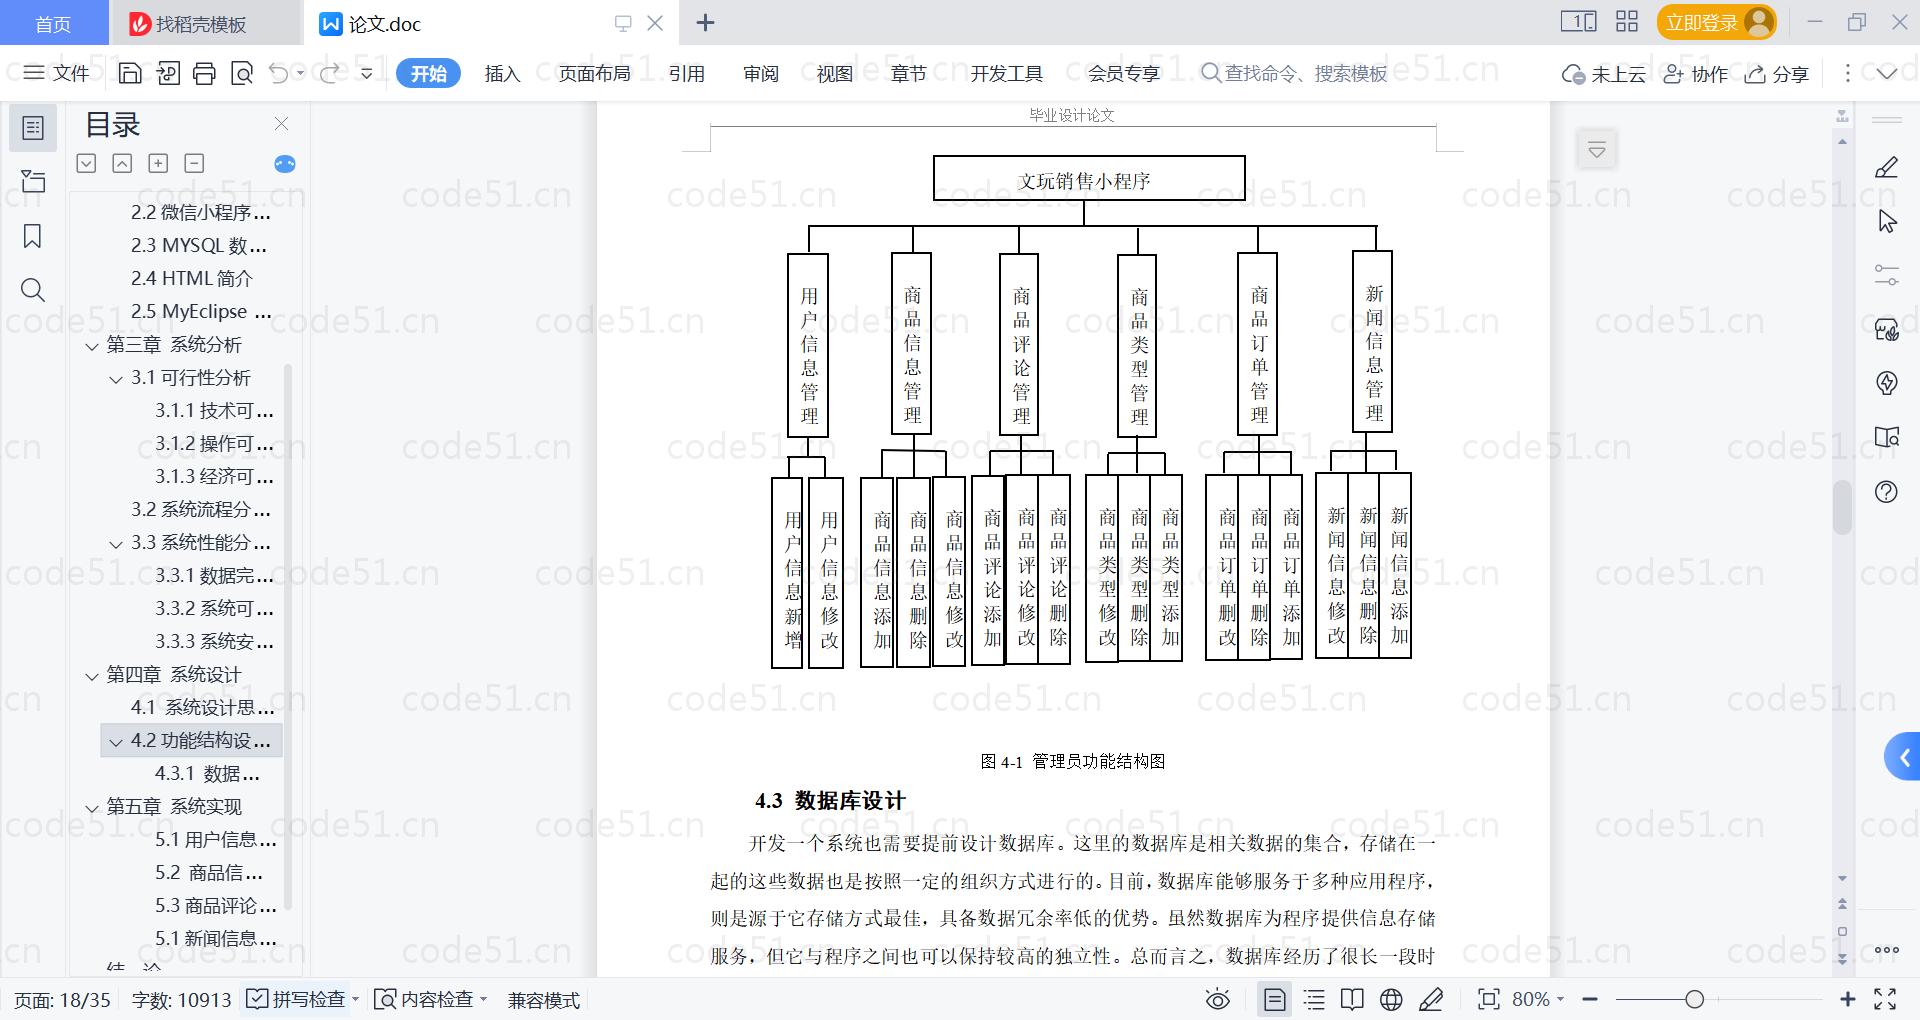 首页 找稻壳模板 论文.doc 立即登录
文件 开始 插入 页面布局 引用 审阅 视图 章节 开发工具 会员专享 查找命令、搜索模板 未上云 协作 分享
目录
2.2 微信小程序...
2.3 MYSQL 数...
2.4 HTML 简介
2.5 MyEclipse ...
第三章 系统分析
3.1 可行性分析
3.1.1 技术可...
3.1.2 操作可...
3.1.3 经济可...
3.2 系统流程分...
3.3 系统性能分...
3.3.1 数据完...
3.3.2 系统可...
3.3.3 系统安...
第四章 系统设计
4.1 系统设计思...
4.2 功能结构设...
4.3.1 数据...
第五章 系统实现
5.1 用户信息...
5.2 商品信...
5.3 商品评论...
5.1 新闻信息...
结 论
毕业设计论文
文玩销售小程序
用户信息管理
商品信息管理
商品评论管理
商品类型管理
商品订单管理
新闻信息管理
用户信息新增
用户信息修改
商品信息添加
商品信息删除
商品信息修改
商品评论添加
商品评论修改
商品评论删除
商品类型修改
商品类型删除
商品类型添加
商品订单删改
商品订单删除
商品订单添加
新闻信息修改
新闻信息删除
新闻信息添加
图 4-1 管理员功能结构图
4.3 数据库设计
开发一个系统也需要提前设计数据库。这里的数据库是相关数据的集合，存储在一
起的这些数据也是按照一定的组织方式进行的。目前，数据库能够服务于多种应用程序，
则是源于它存储方式最佳，具备数据冗余率低的优势。虽然数据库为程序提供信息存储
服务，但它与程序之间也可以保持较高的独立性。总而言之，数据库经历了很长一段时
页面: 18/35 字数: 10913 拼写检查 内容检查 兼容模式 80%
code51.cn